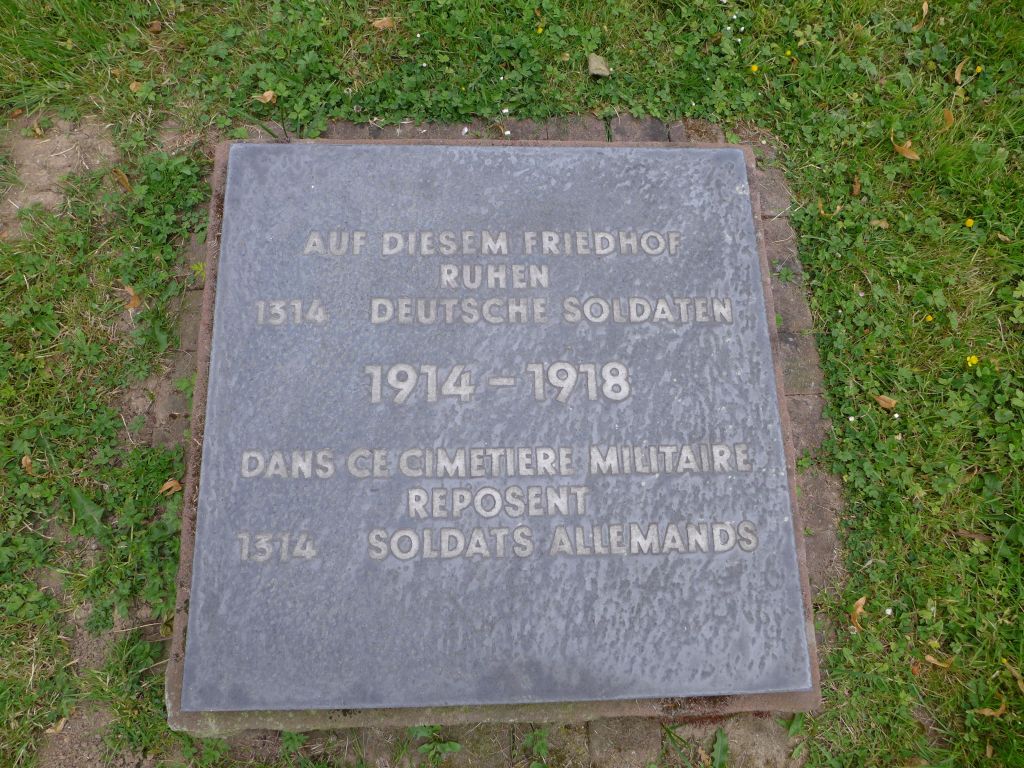 AUF DIESEM FRIEDHOF
RUHEN
1314 DEUTSCHE SOLDATEN
1914 – 1918
DANS CE CIMETIERE MILITAIRE
REPOSENT
1314 SOLDATS ALLEMANDS